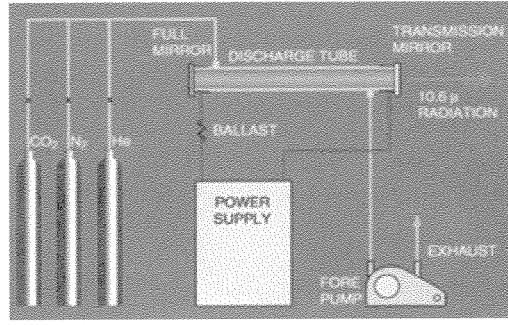 FULL
MIRROR
DISCHARGE TUBE
TRANSMISSION
MIRROR
10.6 µ
RADIATION
BALLAST
CO₂ N₂ He
POWER
SUPPLY
EXHAUST
FORE
PUMP